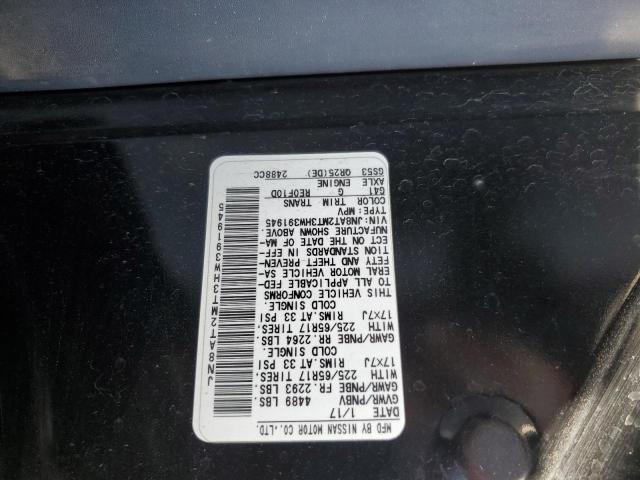 MFD BY NISSAN MOTOR CO.,LTD.
DATE 1/17
GVWR/PNBV 4489 LBS.
GAWR/PNBE FR.2293 LBS.
WITH 225/65R17 TIRES.
17X7J RIMS.AT 33 PSI
COLD SINGLE.
GAWR/PNBE RR.2264 LBS.
WITH 225/65R17 TIRES.
17X7J RIMS.AT 33 PSI
COLD SINGLE.
THIS VEHICLE CONFORMS
TO ALL APPLICABLE FED-
ERAL MOTOR VEHICLE SA-
FETY AND THEFT PREVEN-
TION STANDARDS IN EFF-
ECT ON THE DATE OF MA-
NUFACTURE SHOWN ABOVE.
VIN:JN8AT2MT3HW391945
TYPE:MPV
COLOR TRIM TRANS
G41 G RE0F10D
AXLE ENGINE
GS53 QR25(DE) 2488CC
JN8AT2MT3HW391945